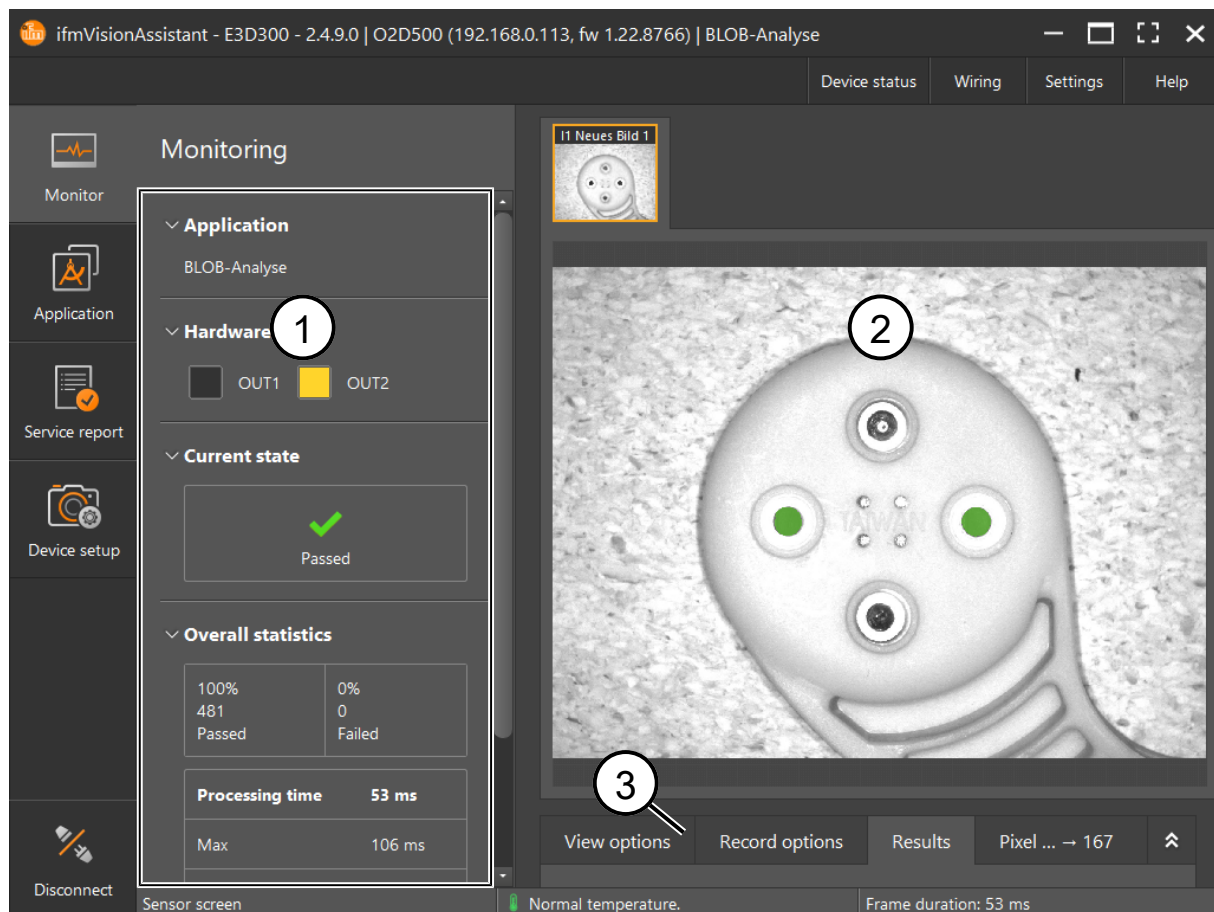 ifm ifmVisionAssistant - E3D300 - 2.4.9.0 | O2D500 (192.168.0.113, fw 1.22.8766) | BLOB-Analyse
Device status Wiring Settings Help
Monitor
Application
Service report
Device setup
Disconnect
Monitoring
Application
BLOB-Analyse
Hardware
1
OUT1 OUT2
Current state
Passed
Overall statistics
100% 0%
481 0
Passed Failed
Processing time 53 ms
Max 106 ms
I1 Neues Bild 1
2
3
View options Record options Results Pixel ... → 167
Sensor screen Normal temperature. Frame duration: 53 ms